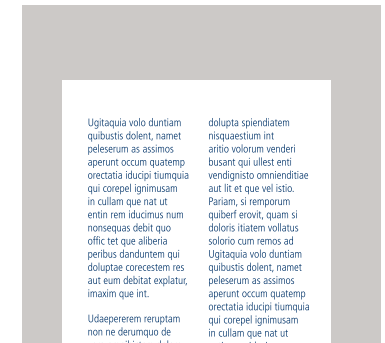 Ugitaquia volo duntiam
quibustis dolent, namet
peleserum as assimos
aperunt occum quatemp
orectatia iducipi tiumquia
qui corepel ignimusam
in cullam que nat ut
entin rem iducimus num
nonsequas debit quo
offic tet que aliberia
peribus danduntem qui
doluptae corecestem res
aut eum debitat explatur,
imaxim que int.
Udaepererem reruptam
non ne derumquo de
dolupta spiendiatem
nisquaestium int
aritio volorum venderi
busant qui ullest enti
vendignisto omnienditiae
aut lit et que vel istio.
Pariam, si remporum
quiberf erovit, quam si
doloris itiatem vollatus
solorio cum remos ad
Ugitaquia volo duntiam
quibustis dolent, namet
peleserum as assimos
aperunt occum quatemp
orectatia iducipi tiumquia
qui corepel ignimusam
in cullam que nat ut